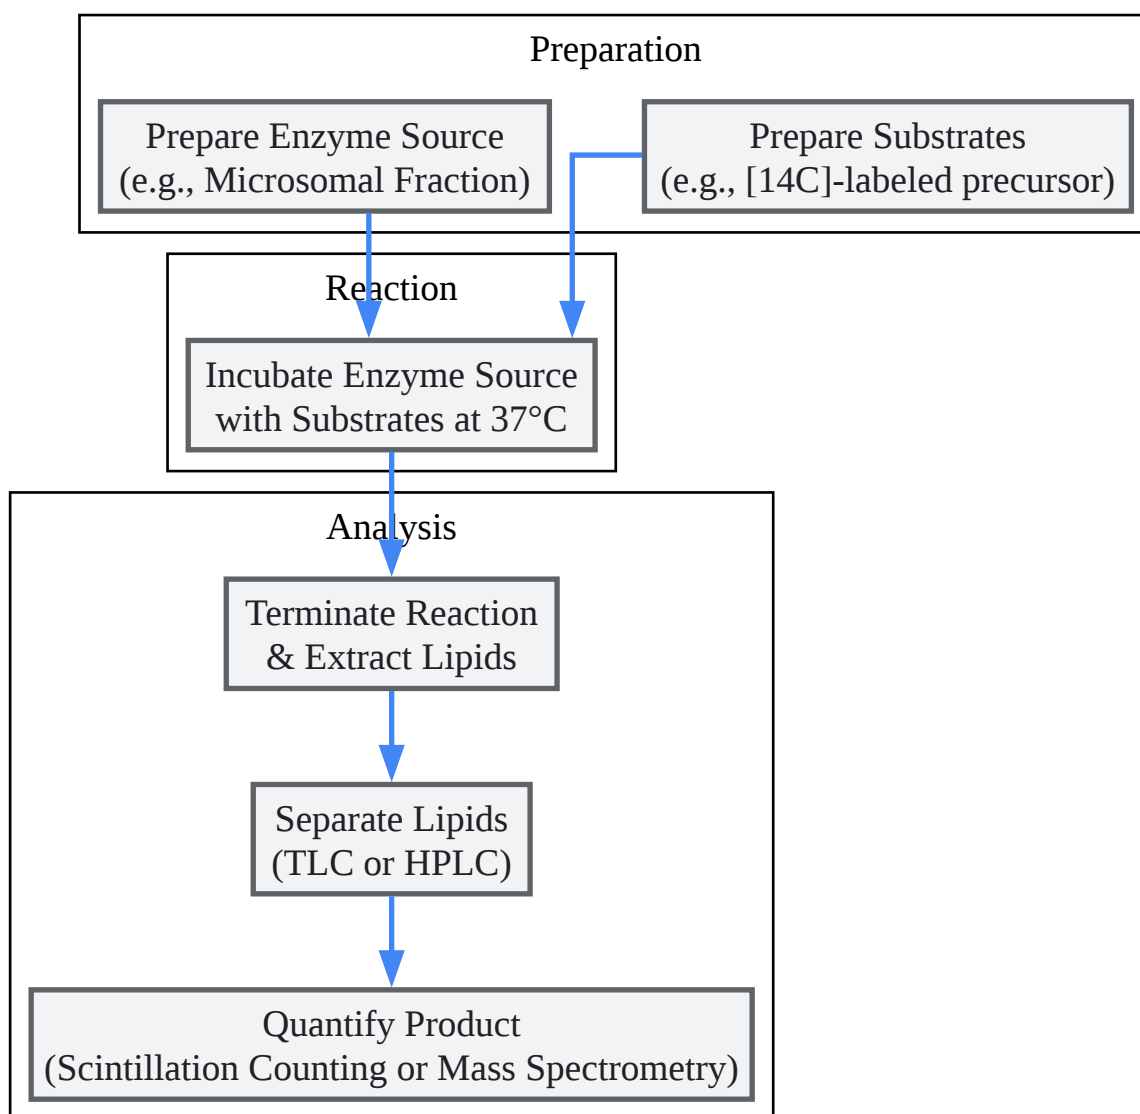 Preparation
Prepare Enzyme Source
(e.g., Microsomal Fraction)
Prepare Substrates
(e.g., [14C]-labeled precursor)
Reaction
Incubate Enzyme Source
with Substrates at 37°C
Analysis
Terminate Reaction
& Extract Lipids
Separate Lipids
(TLC or HPLC)
Quantify Product
(Scintillation Counting or Mass Spectrometry)